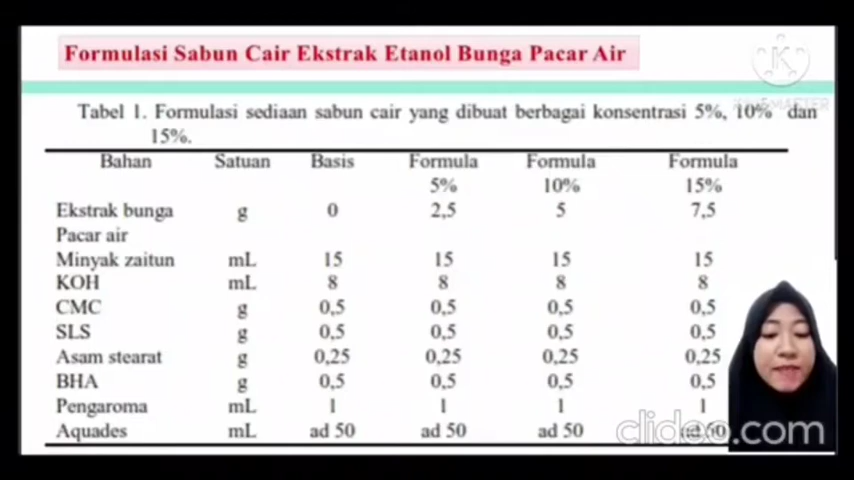 Formulasi Sabun Cair Ekstrak Etanol Bunga Pacar Air
KINEMASTER
Tabel 1. Formulasi sediaan sabun cair yang dibuat berbagai konsentrasi 5%, 10% dan
15%.
Bahan Satuan Basis Formula Formula Formula
5% 10% 15%
Ekstrak bunga g 0 2,5 5 7,5
Pacar air
Minyak zaitun mL 15 15 15 15
KOH mL 8 8 8 8
CMC g 0,5 0,5 0,5 0,5
SLS g 0,5 0,5 0,5 0,5
Asam stearat g 0,25 0,25 0,25 0,25
BHA g 0,5 0,5 0,5 0,5
Pengaroma mL 1 1 1 1
Aquades mL ad 50 ad 50 ad 50 ad 50
clideo.com